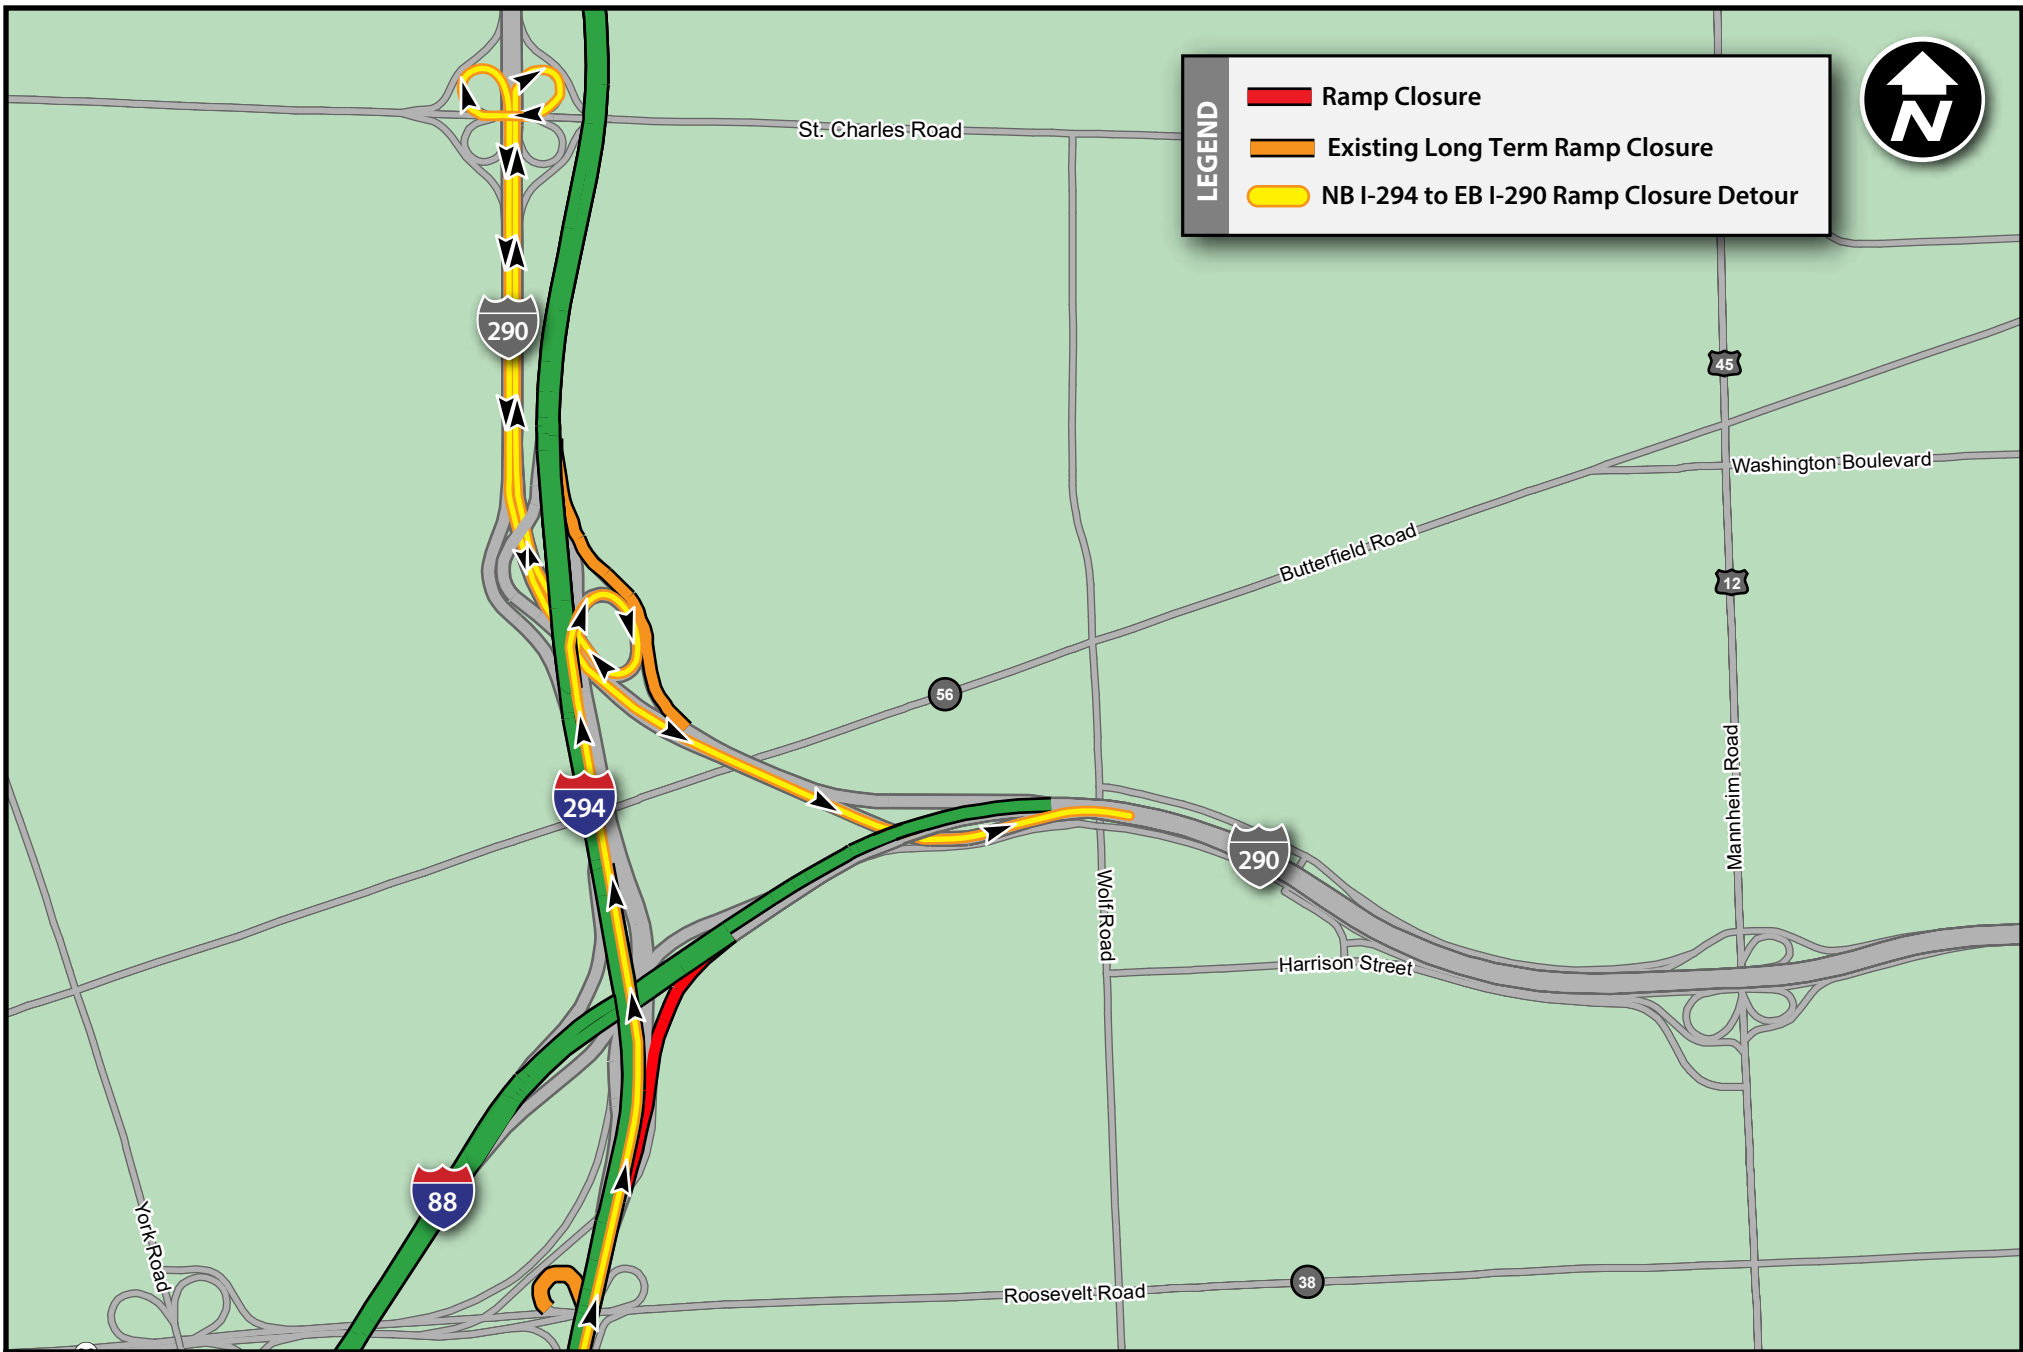 St. Charles Road
LEGEND
Ramp Closure
Existing Long Term Ramp Closure
NB I-294 to EB I-290 Ramp Closure Detour
N
290
45
Washington Boulevard
Butterfield Road
12
56
294
Mannheim Road
290
Wolf Road
Harrison Street
88
York Road
38
Roosevelt Road